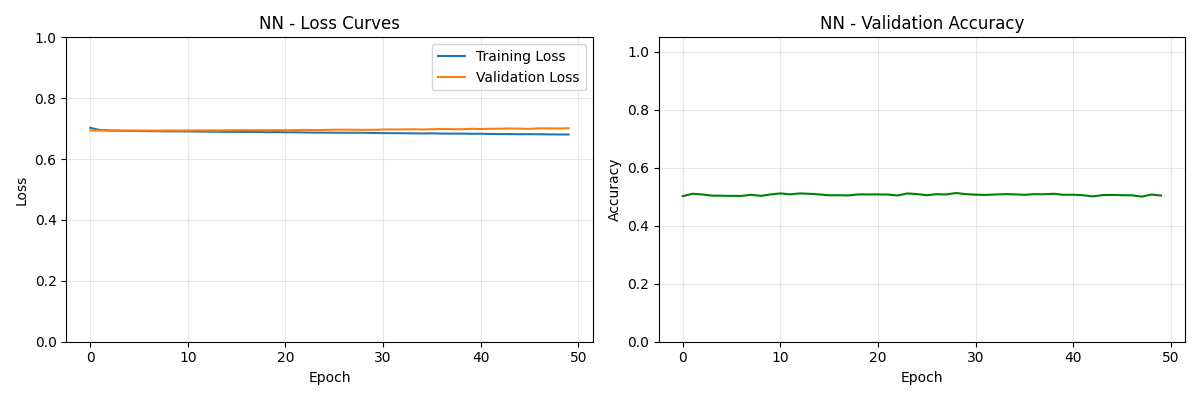 NN - Loss Curves
1.0
0.8
0.6
0.4
0.2
0.0
Loss
Training Loss
Validation Loss
0 10 20 30 40 50
Epoch
NN - Validation Accuracy
1.0
0.8
0.6
0.4
0.2
0.0
Accuracy
0 10 20 30 40 50
Epoch